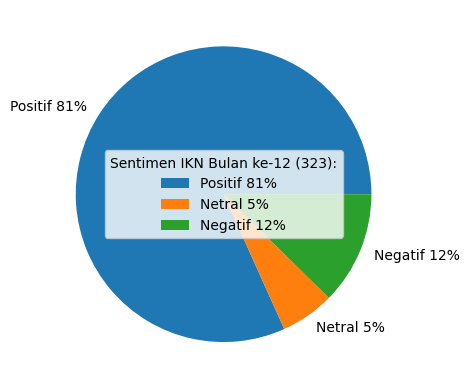 Positif 81%
Sentimen IKN Bulan ke-12 (323):
Positif 81%
Netral 5%
Negatif 12%
Negatif 12%
Netral 5%